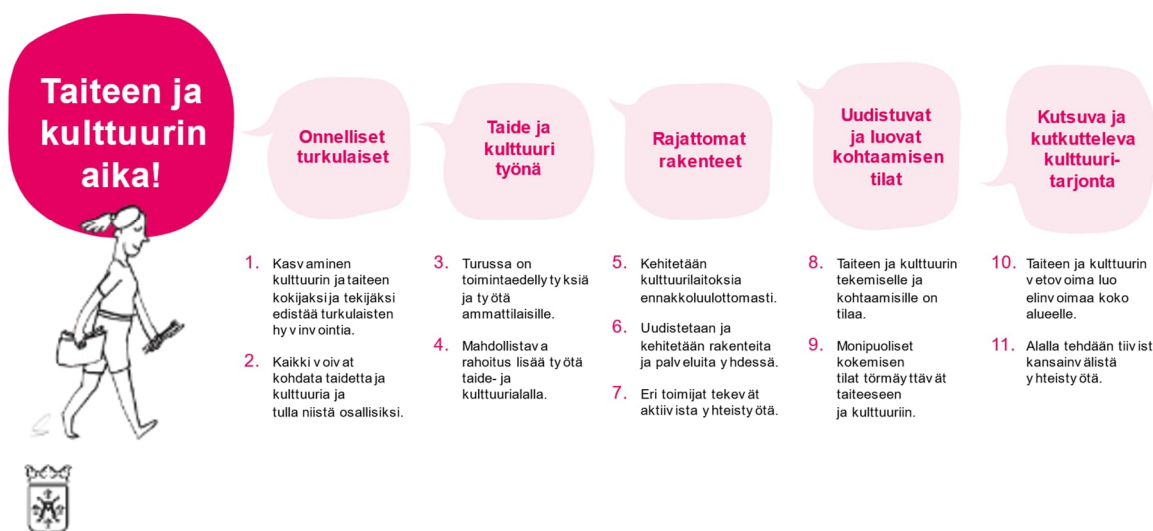 Taiteen ja
kulttuurin
aika!
Onnelliset
turkulaiset
1. Kasvaminen
kulttuurin ja taiteen
kokijaksi ja tekijäksi
edistää turkulaisten
hyvinvointia.
2. Kaikki voivat
kohdata taidetta ja
kulttuuria ja
tulla niistä osallisiksi.
Taide ja
kulttuuri
työnä
3. Turussa on
toimintaedellytyksiä
ja työtä
ammattilaisille.
4. Mahdollistava
rahoitus lisää työtä
taide- ja
kulttuurialalla.
Rajattomat
rakenteet
5. Kehitetään
kulttuurilaitoksia
ennakkoluulottomasti.
6. Uudistetaan ja
kehitetään rakenteita
ja palveluita yhdessä.
7. Eri toimijat tekevät
aktiivista yhteistyötä.
Uudistuvat
ja luovat
kohtaamisen
tilat
8. Taiteen ja kulttuurin
tekemiselle ja
kohtaamisille on
tilaa.
9. Monipuoliset
kokemisen
tilat törmäyttävät
taiteeseen
ja kulttuuriin.
Kutsuva ja
kutkutteleva
kulttuuri-
tarjonta
10. Taiteen ja kulttuurin
vetovoima luo
elinvoimaa koko
alueelle.
11. Alalla tehdään tiivist
kansainvälistä
yhteistyötä.